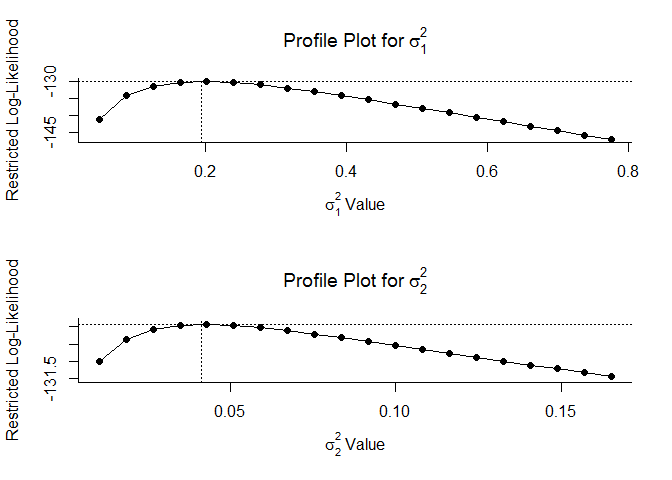 Profile Plot for σ₁²
Restricted Log-Likelihood
-130
-145
0.2 0.4 0.6 0.8
σ₁² Value
Profile Plot for σ₂²
Restricted Log-Likelihood
-131.5
0.05 0.10 0.15
σ₂² Value